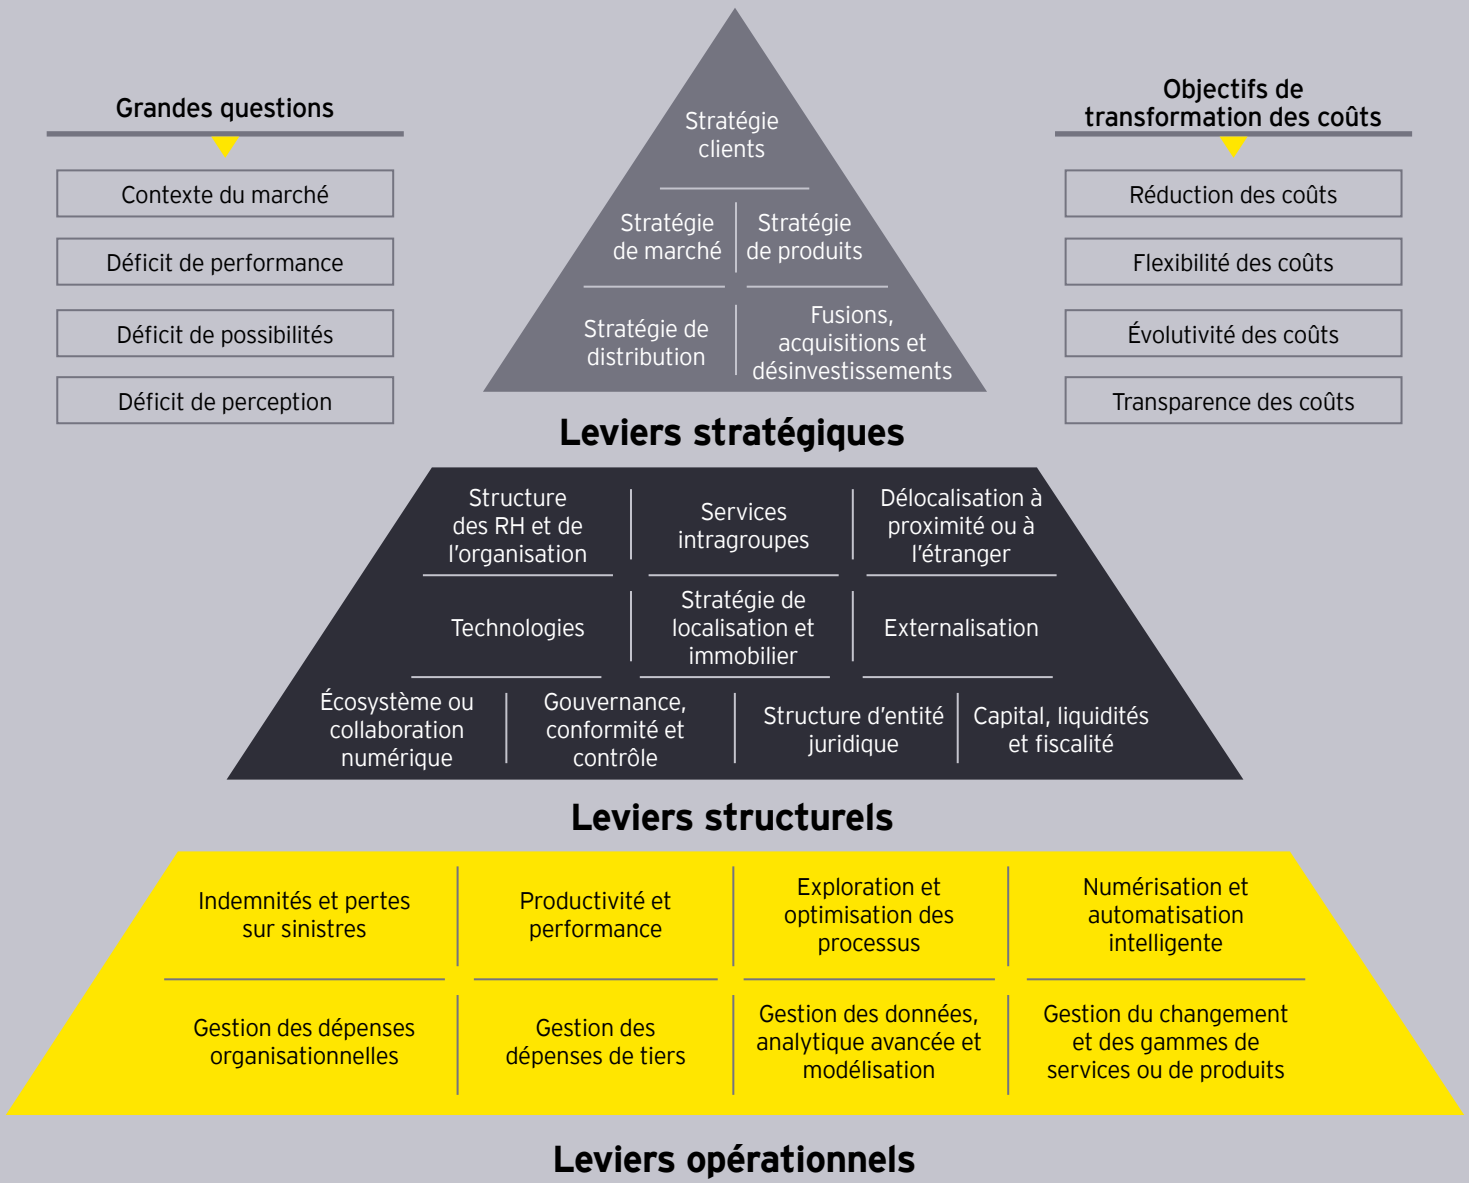 Grandes questions
Contexte du marché
Déficit de performance
Déficit de possibilités
Déficit de perception
Stratégie
clients
Stratégie
de marché
Stratégie
de produits
Stratégie de
distribution
Fusions,
acquisitions et
désinvestissements
Objectifs de
transformation des coûts
Réduction des coûts
Flexibilité des coûts
Évolutivité des coûts
Transparence des coûts
Leviers stratégiques
Structure
des RH et de
l'organisation
Services
intragroupes
Délocalisation à
proximité ou à
l'étranger
Technologies
Stratégie de
localisation et
immobilier
Externalisation
Écosystème ou
collaboration
numérique
Gouvernance,
conformité et
contrôle
Structure d'entité
juridique
Capital, liquidités
et fiscalité
Leviers structurels
Indemnités et pertes
sur sinistres
Productivité et
performance
Exploration et
optimisation des
processus
Numérisation et
automatisation
intelligente
Gestion des dépenses
organisationnelles
Gestion des
dépenses de tiers
Gestion des données,
analytique avancée et
modélisation
Gestion du changement
et des gammes de
services ou de produits
Leviers opérationnels